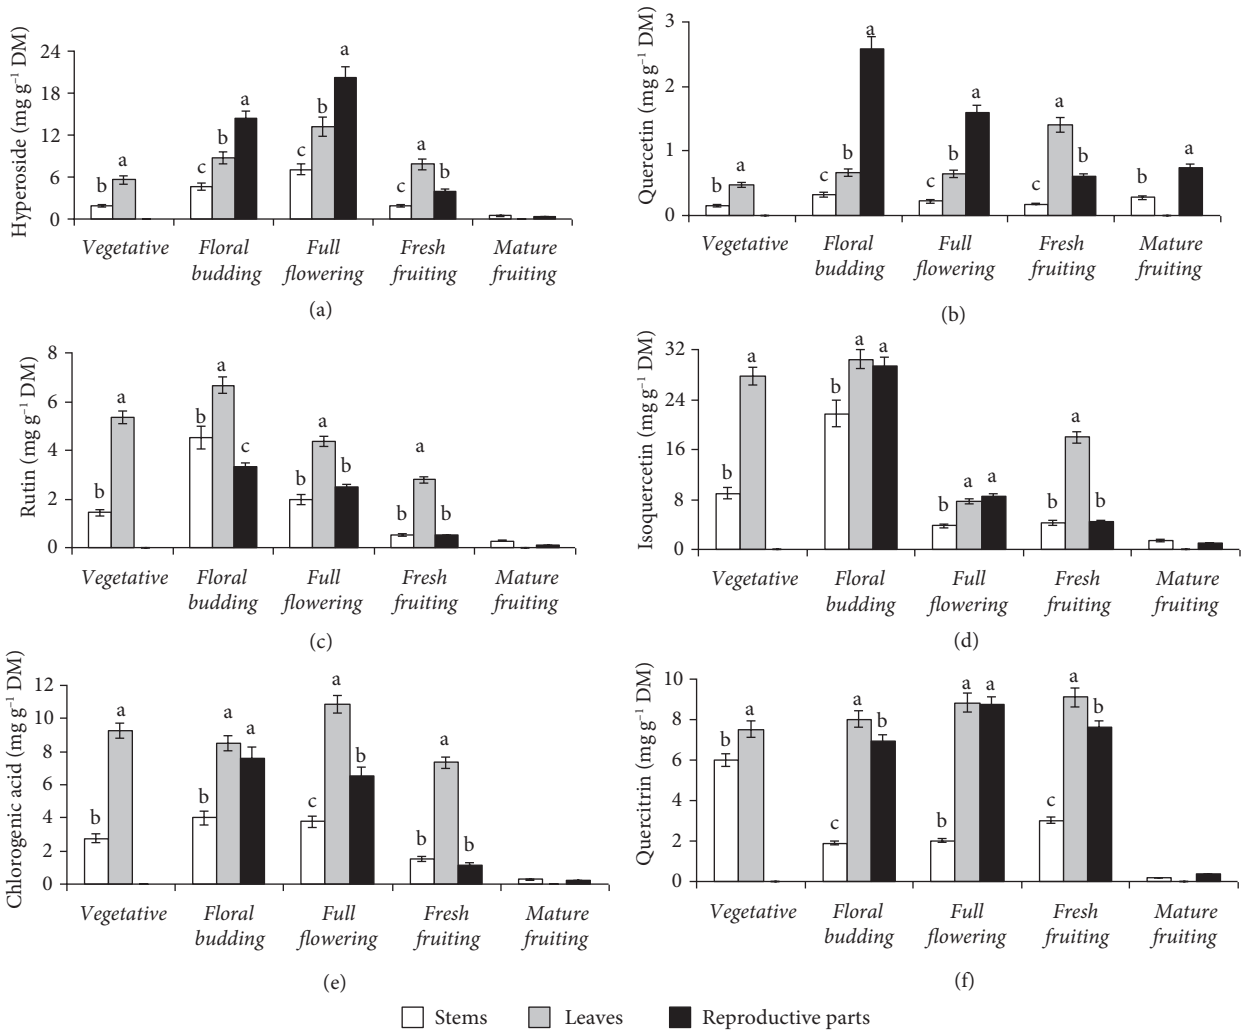 Hyperoside (mg g⁻¹ DM)
24
18
12
6
0
b
a
c
b
a
c
b
a
c
a
b
Vegetative
Floral
budding
Full
flowering
Fresh
fruiting
Mature
fruiting
(a)
Quercetin (mg g⁻¹ DM)
3
2
1
0
b
a
c
b
a
c
b
a
c
a
b
b
a
Vegetative
Floral
budding
Full
flowering
Fresh
fruiting
Mature
fruiting
(b)
Rutin (mg g⁻¹ DM)
8
6
4
2
0
b
a
b
a
c
b
a
b
b
a
b
Vegetative
Floral
budding
Full
flowering
Fresh
fruiting
Mature
fruiting
(c)
Isoquercetin (mg g⁻¹ DM)
32
24
16
8
0
b
a
b
a
a
b
a
a
b
a
b
Vegetative
Floral
budding
Full
flowering
Fresh
fruiting
Mature
fruiting
(d)
Chlorogenic acid (mg g⁻¹ DM)
12
10
8
6
4
2
0
b
a
b
a
a
c
a
b
b
a
b
Vegetative
Floral
budding
Full
flowering
Fresh
fruiting
Mature
fruiting
(e)
Quercitrin (mg g⁻¹ DM)
10
8
6
4
2
0
b
a
c
a
b
b
a
a
c
a
b
Vegetative
Floral
budding
Full
flowering
Fresh
fruiting
Mature
fruiting
(f)
Stems
Leaves
Reproductive parts